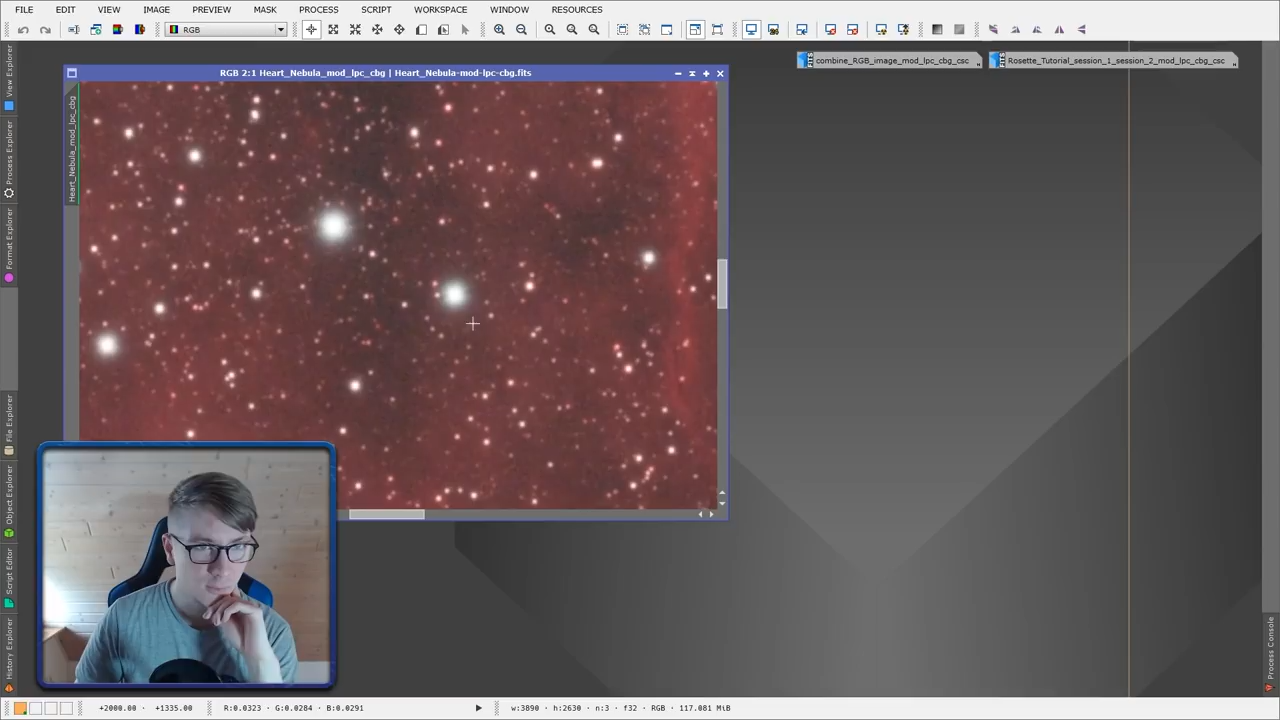 FILE EDIT VIEW IMAGE PREVIEW MASK PROCESS SCRIPT WORKSPACE WINDOW RESOURCES
RGB
combine_RGB_image_mod_lpc_cbg_csc
Rosette_Tutorial_session_1_session_2_mod_lpc_cbg_csc
RGB 2:1 Heart_Nebula_mod_lpc_cbg | Heart_Nebula-mod-lpc-cbg.fits
Heart_Nebula_mod_lpc_cbg
View Explorer
Process Explorer
Format Explorer
File Explorer
Object Explorer
Script Editor
History Explorer
Process Console
+2000.00 · +1335.00
R:0.0323 · G:0.0284 · B:0.0291
w:3890 · h:2630 · n:3 · f32 · RGB · 117.081 MiB